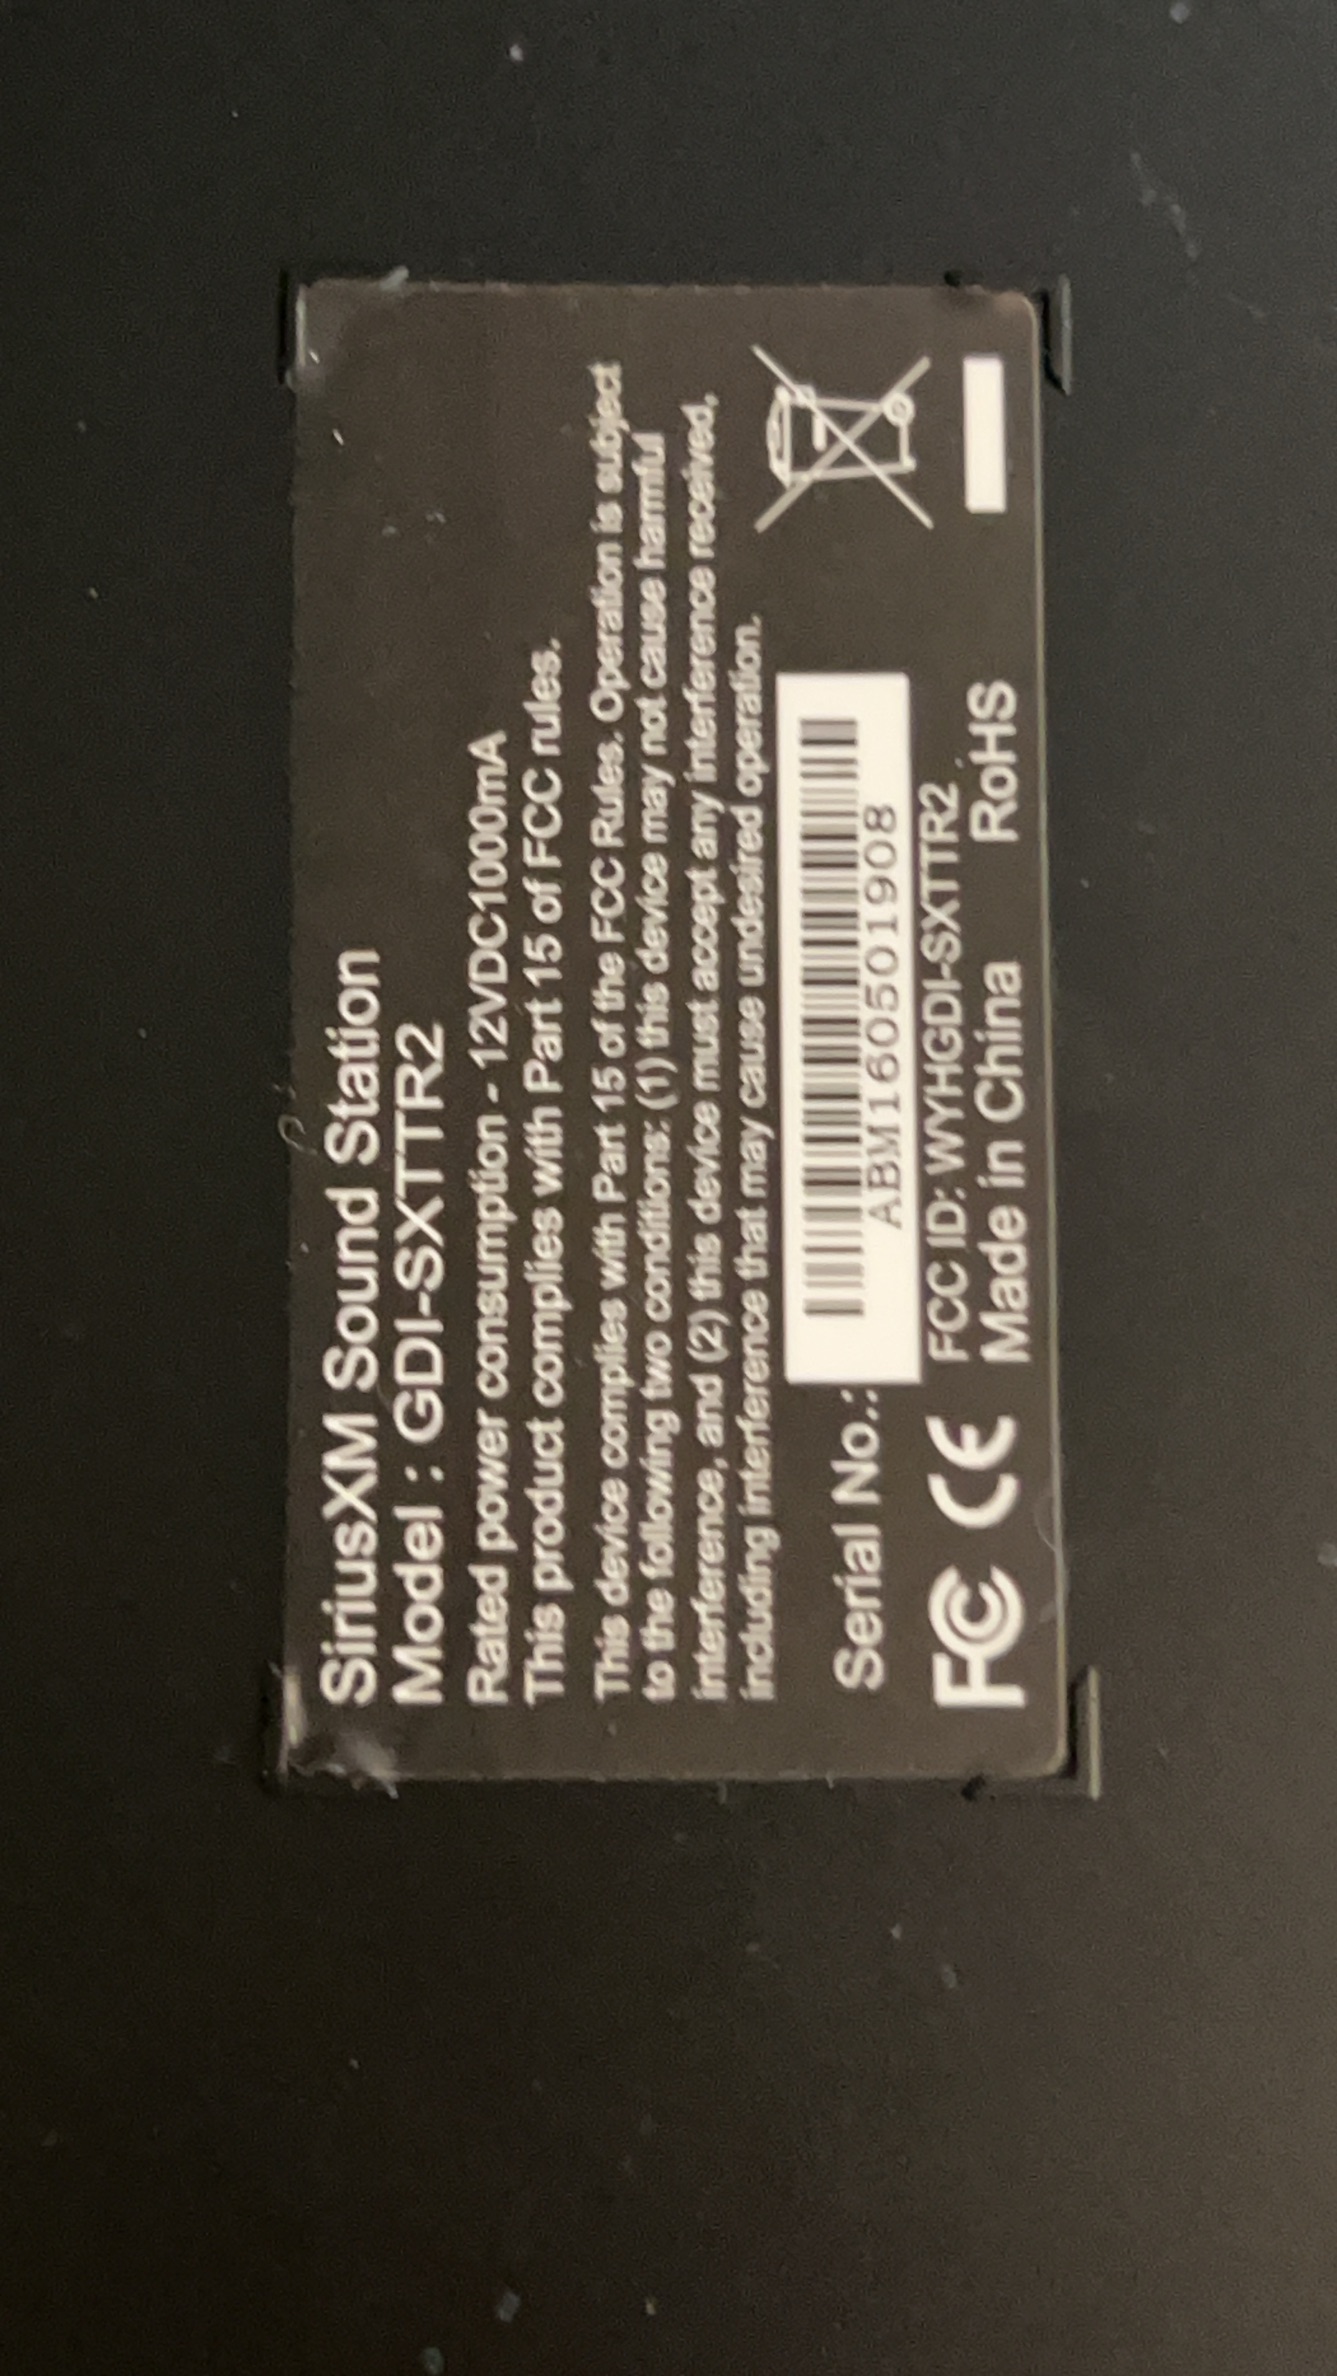 SiriusXM Sound Station
Model : GDI-SXTTR2
Rated power consumption - 12VDC1000mA
This product complies with Part 15 of FCC rules.
This device complies with Part 15 of the FCC Rules. Operation is subject
to the following two conditions: (1) this device may not cause harmful
interference, and (2) this device must accept any interference received,
including interference that may cause undesired operation.
Serial No.:
ABM160501908
FC CE FCC ID: WYHGDI-SXTTR2
Made in China RoHS